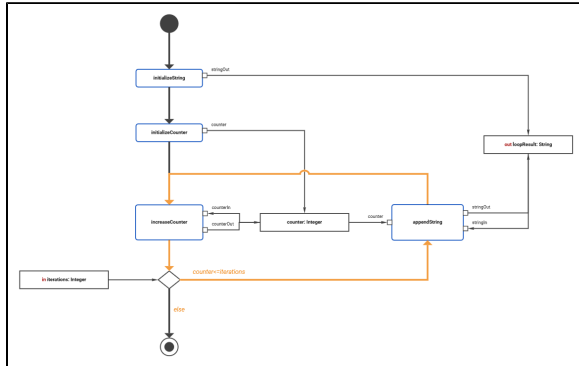 stringOut
initializeString
counter
initializeCounter
out loopResult: String
counterIn
increaseCounter
counterOut
counter: Integer
counter
appendString
stringOut
stringIn
in iterations: Integer
counter<=iterations
else